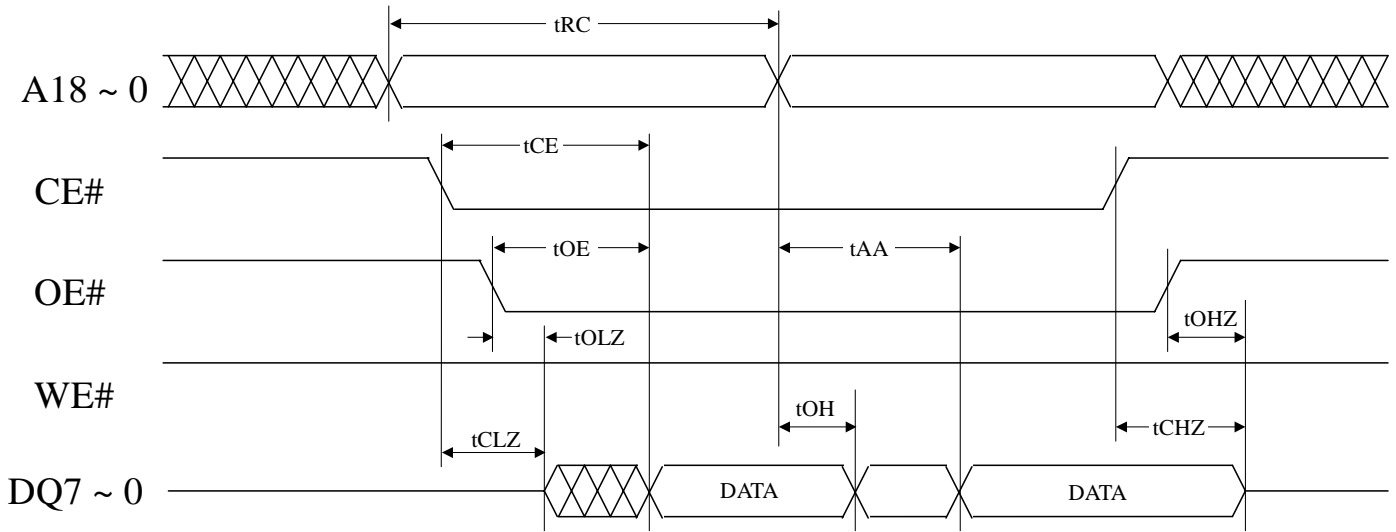 tRC
A18 ~ 0
tCE
CE#
tOE
tAA
OE#
tOHZ
tOLZ
WE#
tOH
tCHZ
tCLZ
DQ7 ~ 0
DATA
DATA